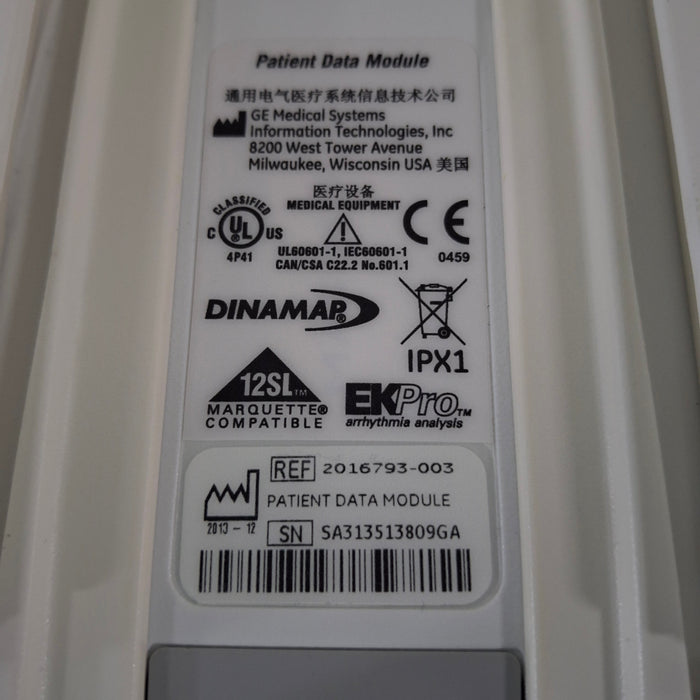 Patient Data Module
通用电气医疗系统信息技术公司
GE Medical Systems
Information Technologies, Inc
8200 West Tower Avenue
Milwaukee, Wisconsin USA 美国
医疗设备
MEDICAL EQUIPMENT
CLASSIFIED
C UL US
4P41
UL60601-1, IEC60601-1
CAN/CSA C22.2 No.601.1
CE
0459
DINAMAP®
IPX1
12SL™
MARQUETTE®
COMPATIBLE
EKPro™
arrhythmia analysis
REF 2016793-003
PATIENT DATA MODULE
2013-12
SN SA313513809GA